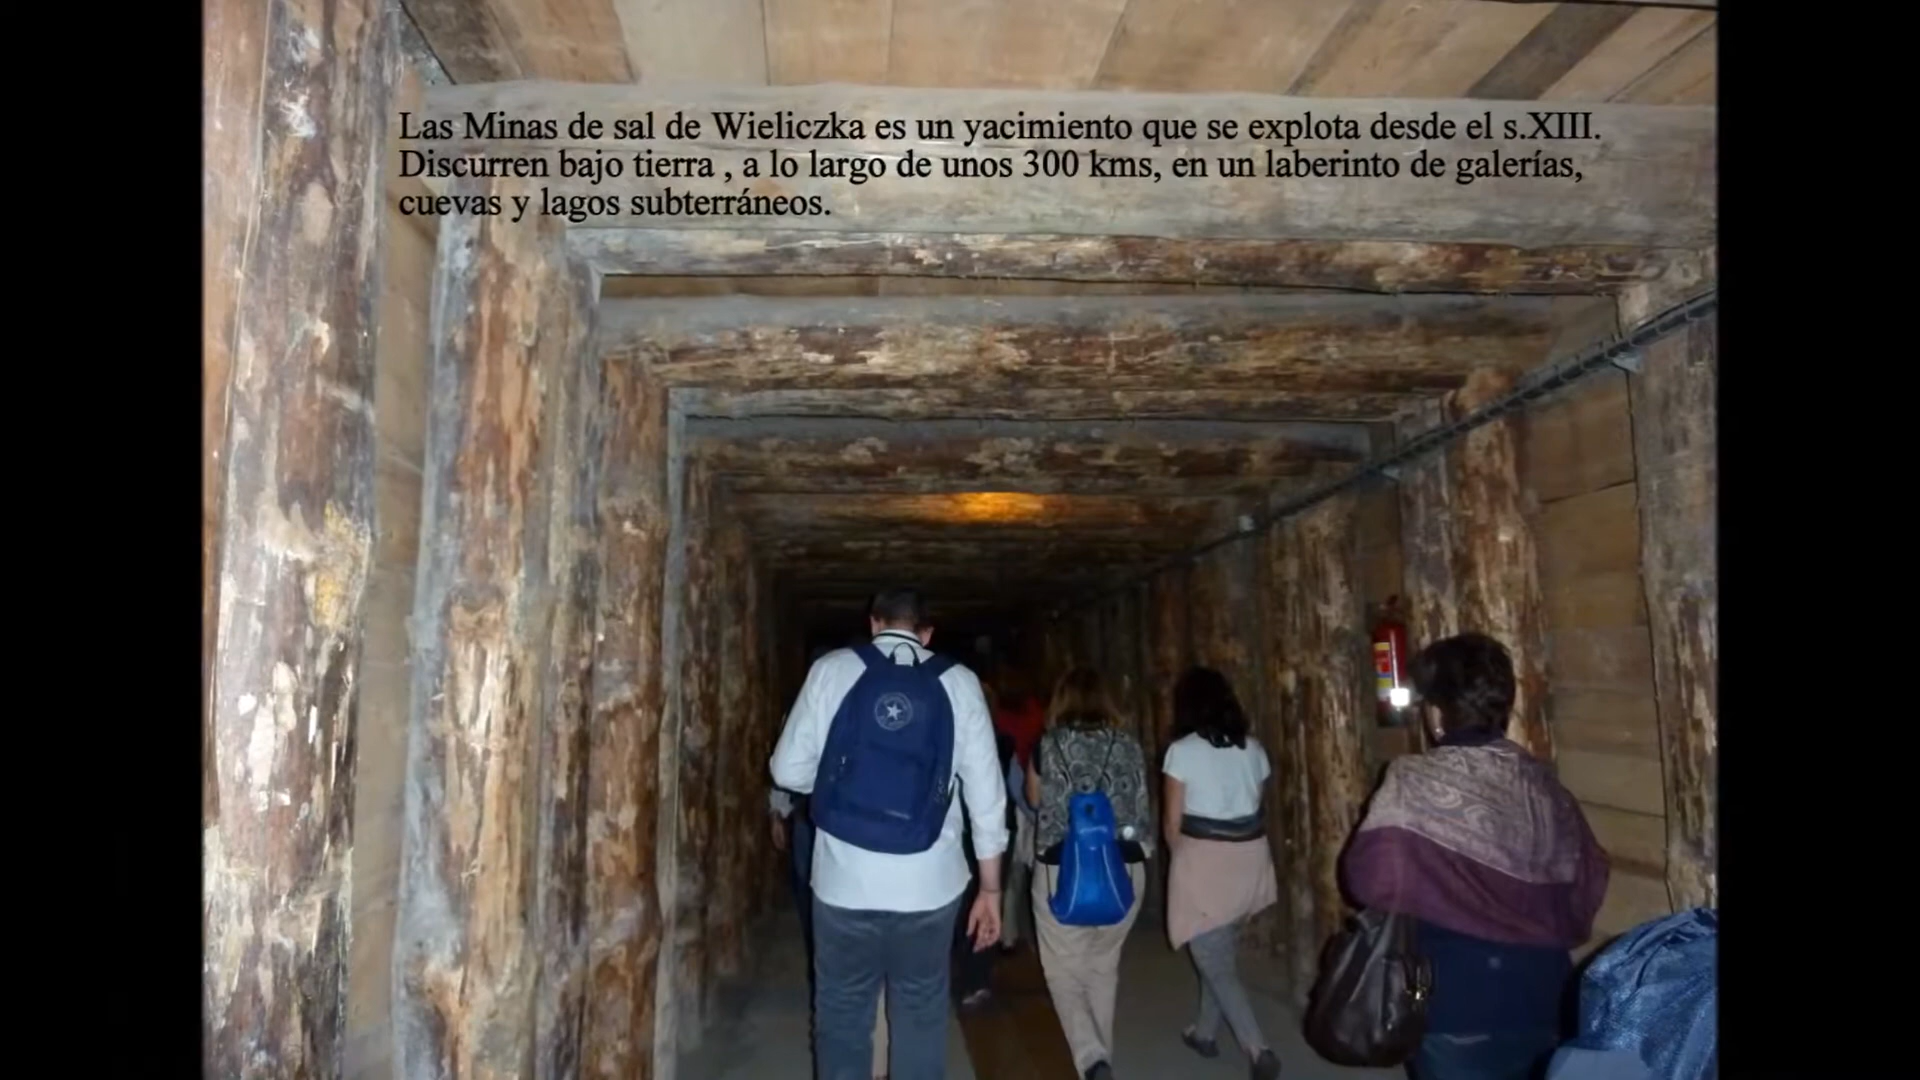 Las Minas de sal de Wieliczka es un yacimiento que se explota desde el s.XIII.
Discurren bajo tierra , a lo largo de unos 300 kms, en un laberinto de galerías,
cuevas y lagos subterráneos.